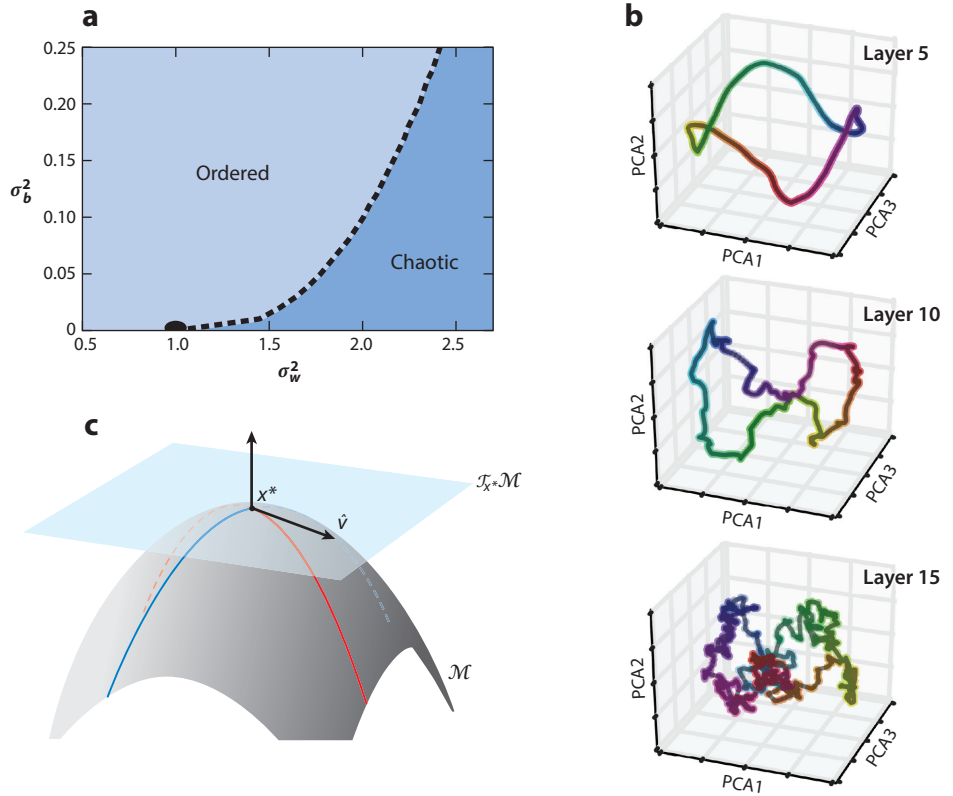 a
0.25
0.20
0.15
0.10
0.05
0
σ_b^2
Ordered
Chaotic
0.5 1.0 1.5 2.0 2.5
σ_w^2
b
Layer 5
PCA2
PCA1
PCA3
Layer 10
PCA2
PCA1
PCA3
Layer 15
PCA2
PCA1
PCA3
c
x*
v̂
𝒯_x*ℳ
ℳ